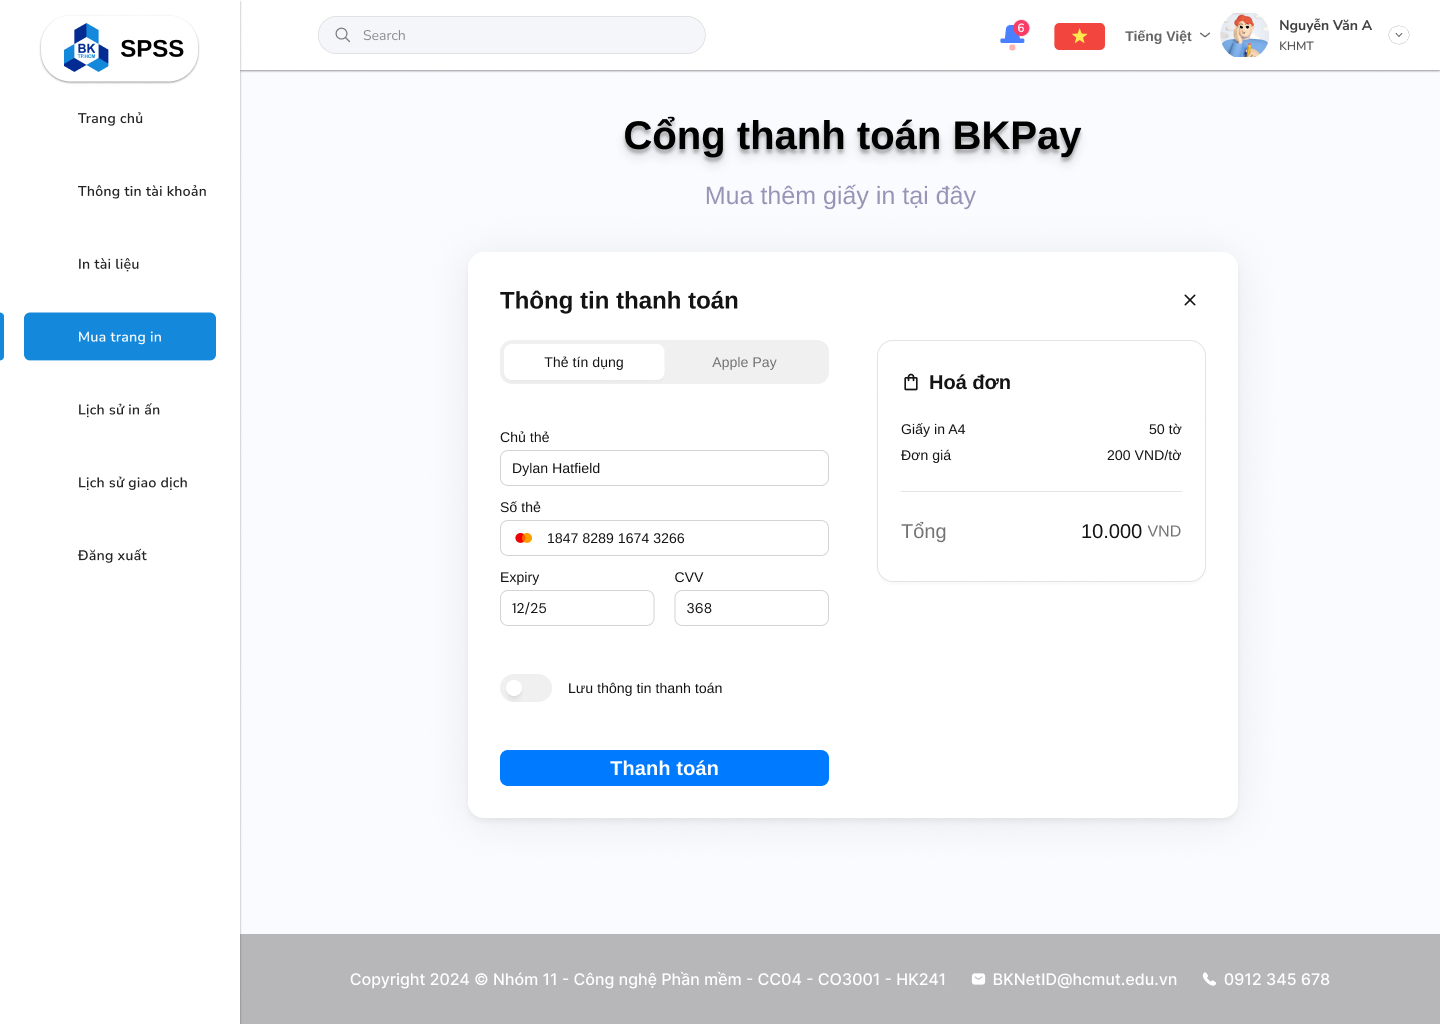 BK
TP.HCM
SPSS
Search
6
Tiếng Việt
Nguyễn Văn A
KHMT
Trang chủ
Thông tin tài khoản
In tài liệu
Mua trang in
Lịch sử in ấn
Lịch sử giao dịch
Đăng xuất
Cổng thanh toán BKPay
Mua thêm giấy in tại đây
Thông tin thanh toán
Thẻ tín dụng
Apple Pay
Chủ thẻ
Dylan Hatfield
Số thẻ
1847 8289 1674 3266
Expiry
CVV
12/25
368
Lưu thông tin thanh toán
Thanh toán
Hoá đơn
Giấy in A4 50 tờ
Đơn giá 200 VND/tờ
Tổng 10.000 VND
Copyright 2024 © Nhóm 11 - Công nghệ Phần mềm - CC04 - CO3001 - HK241 BKNetID@hcmut.edu.vn 0912 345 678